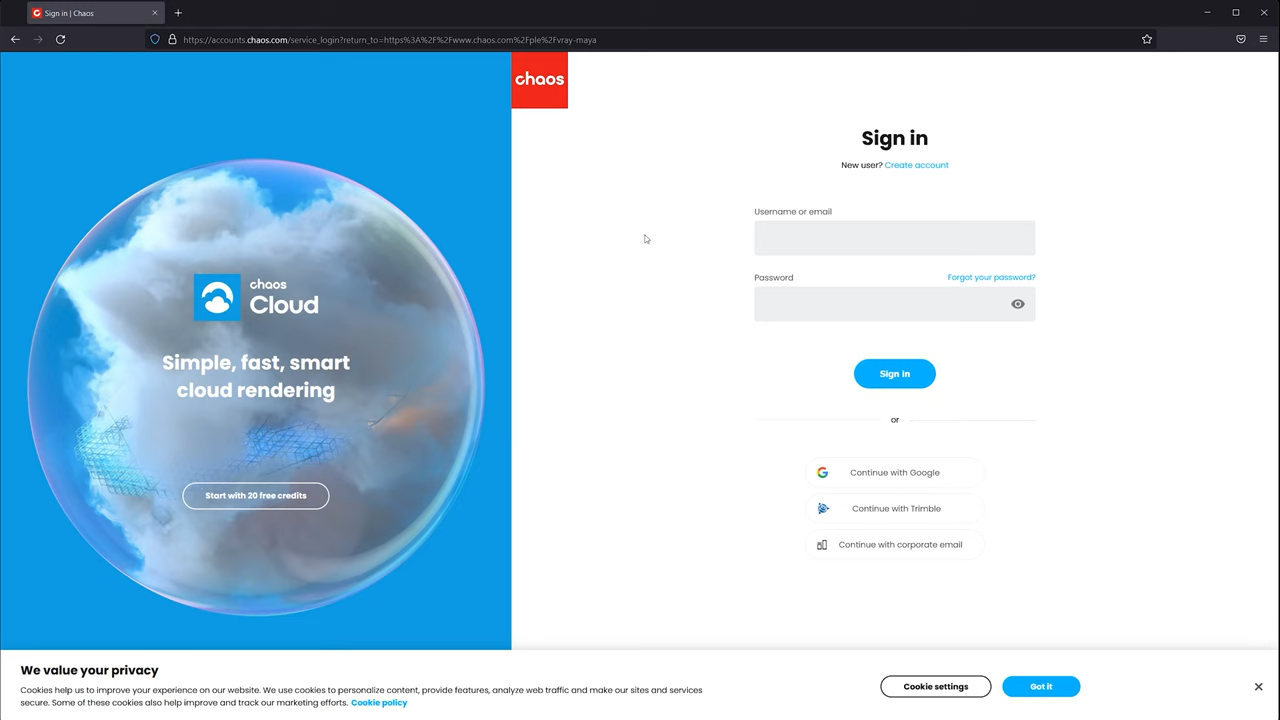 Sign in | Chaos
https://accounts.chaos.com/service_login?return_to=https%3A%2F%2Fwww.chaos.com%2Fple%2Fvray-maya
chaos
Sign in
New user? Create account
Username or email
Password
Forgot your password?
Sign in
or
Continue with Google
Continue with Trimble
Continue with corporate email
chaos
Cloud
Simple, fast, smart
cloud rendering
Start with 20 free credits
We value your privacy
Cookies help us to improve your experience on our website. We use cookies to personalize content, provide features, analyze web traffic and make our sites and services
secure. Some of these cookies also help improve and track our marketing efforts. Cookie policy
Cookie settings
Got it